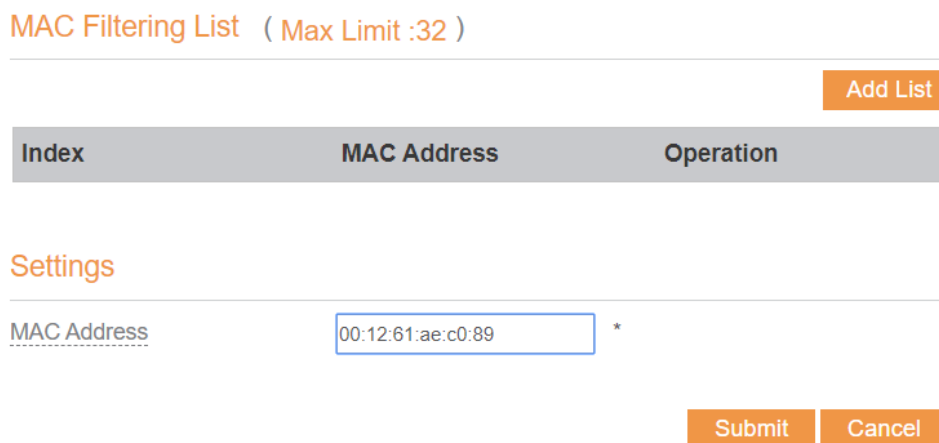 MAC Filtering List ( Max Limit :32 )
Add List
Index MAC Address Operation
Settings
MAC Address 00:12:61:ae:c0:89 *
Submit Cancel